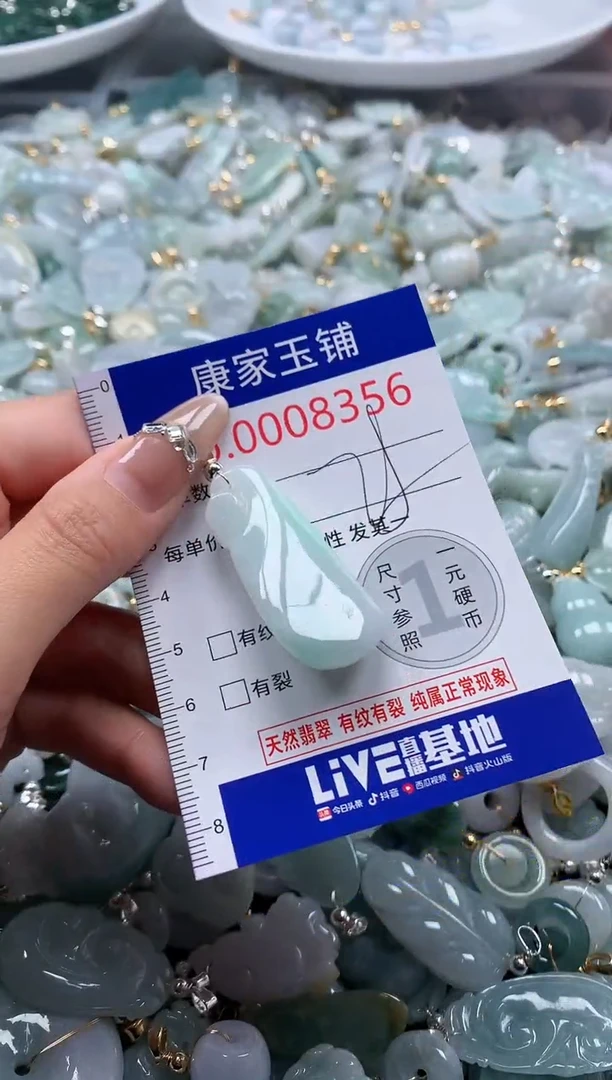 0
康家玉铺
.0008356
数
每单价
性 发其
4
尺寸参照
1
一元硬币
5
有纹
6
有裂
天然翡翠 有纹有裂 纯属正常现象
7
LiVE直播基地
8
今日头条 抖音 西瓜视频 抖音火山版